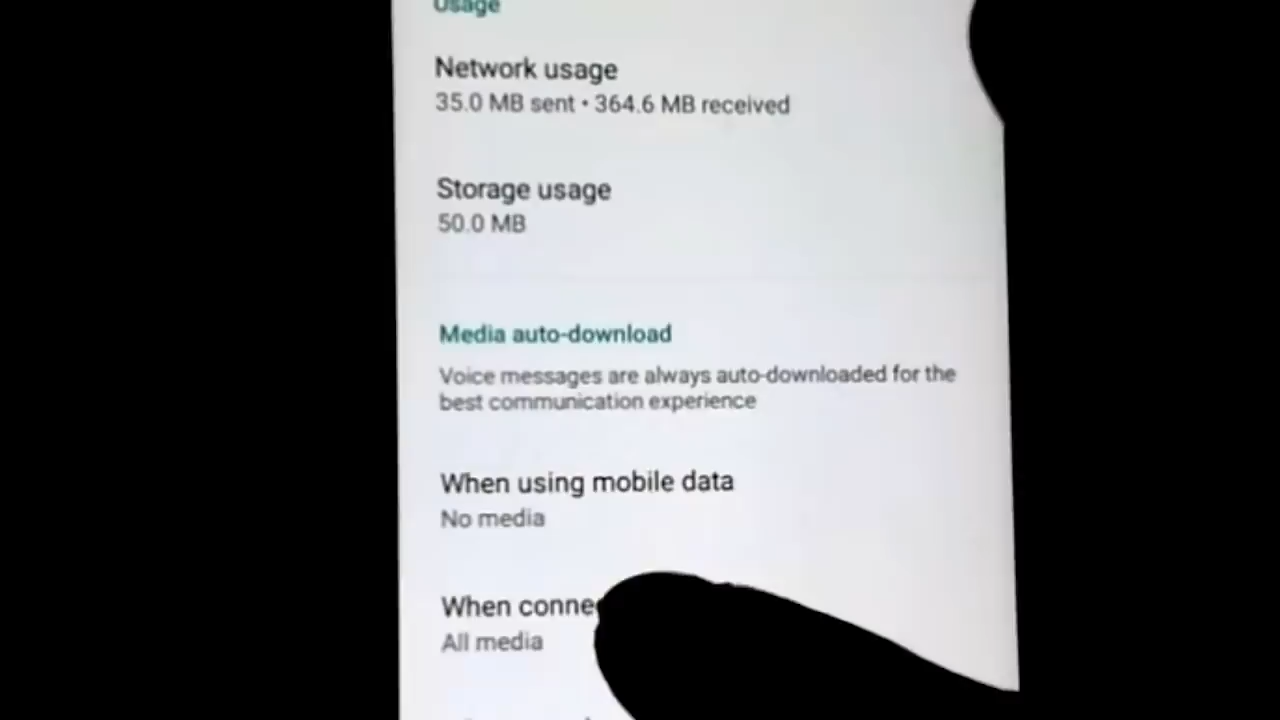 Usage
Network usage
35.0 MB sent • 364.6 MB received
Storage usage
50.0 MB
Media auto-download
Voice messages are always auto-downloaded for the
best communication experience
When using mobile data
No media
When conne
All media